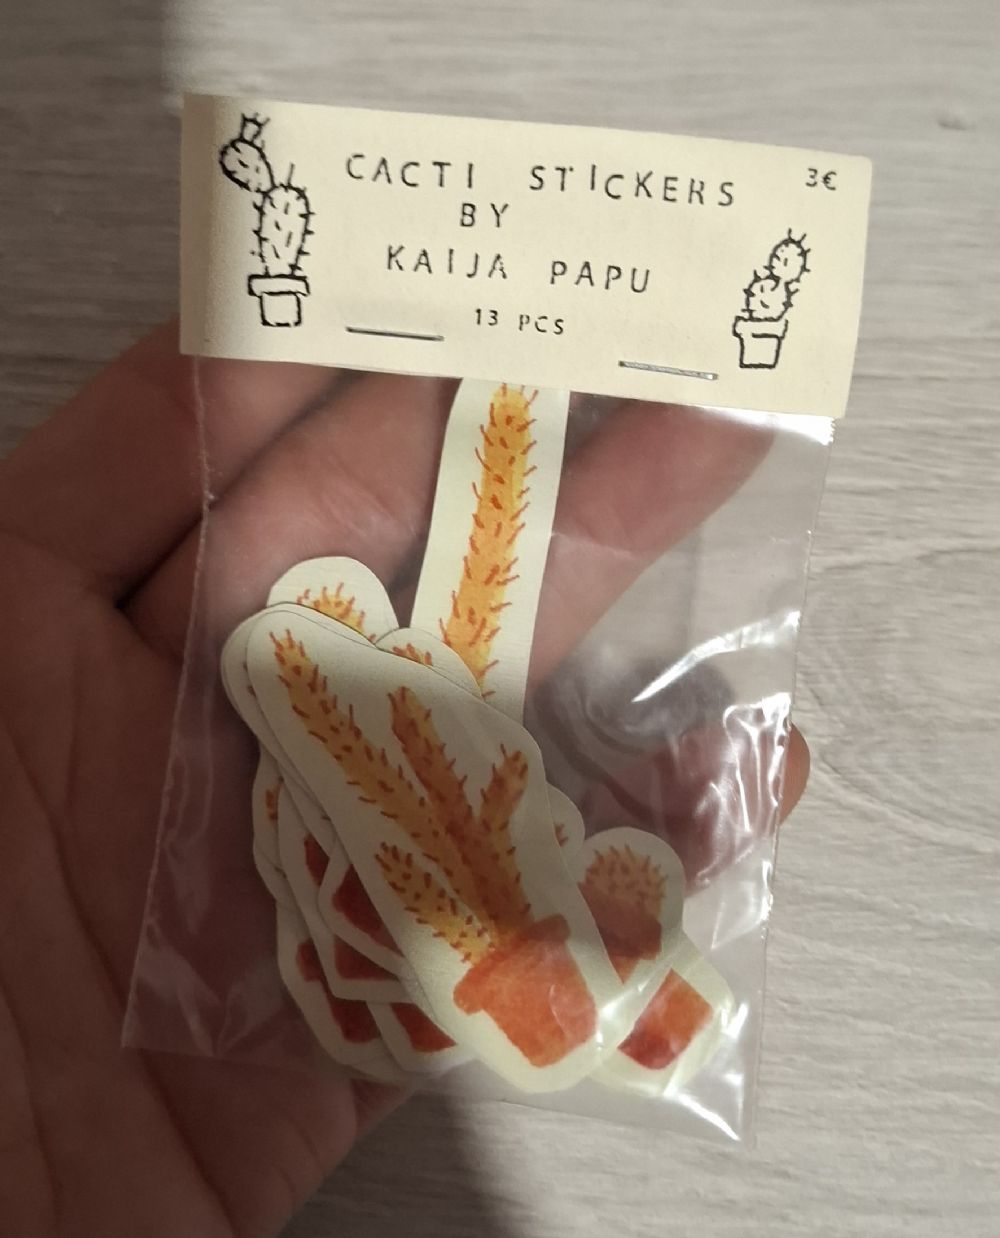 CACTI STICKERS
3€
BY
KAIJA PAPU
13 PCS